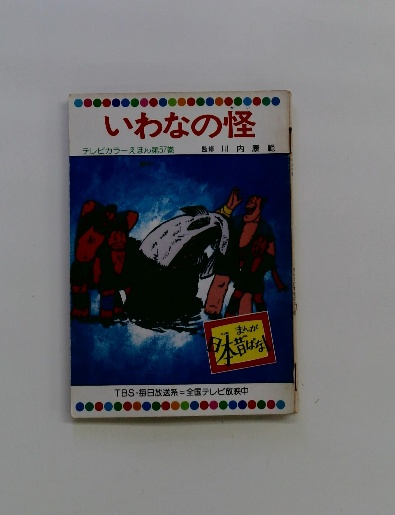 いわなの怪
テレビカラーえほん第57巻
監修 川内康範
まんが
日本昔ばなし
TBS・毎日放送系=全国テレビ放映中